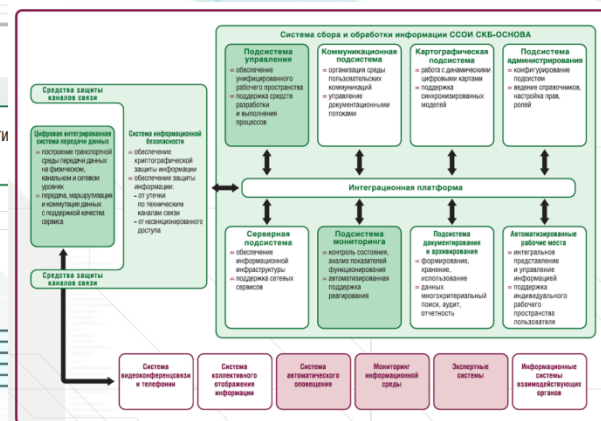 Система сбора и обработки информации ССОИ СКБ-ОСНОВА
Подсистема
управления
= обеспечение
унифицированного
рабочего пространства
= поддержка средств
разработки
и выполнения
процессов
Коммуникационная
подсистема
= организация среды
пользовательских
коммуникаций
= управление
документационными
потоками
Картографическая
подсистема
= работа с динамическими
цифровыми картами
= поддержка
синхронизированных
моделей
Подсистема
администрирования
= конфигурирование
подсистем
= ведение справочников,
настройка прав,
ролей
Средства защиты
каналов связи
Цифровая интегрированная
система передачи данных
= построение транспортной
среды передачи данных
на физическом,
канальном и сетевом
уровнях
= передача, маршрутизация
и коммутация данных
с поддержкой качества
сервиса
Система информационной
безопасности
= обеспечение
криптографической
защиты информации
= обеспечение защиты
информации:
- от утечки
по техническим
каналам связи
- от несанкционированного
доступа
Средства защиты
каналов связи
Интеграционная платформа
Серверная
подсистема
= обеспечение
информационной
инфраструктуры
= поддержка сетевых
сервисов
Подсистема
мониторинга
= контроль состояния,
анализ показателей
функционирования
= автоматизированная
поддержка
реагирования
Подсистема
документирования
и архивирования
= формирование,
хранение,
использование
= данных
многокритериальный
поиск, аудит,
отчетность
Автоматизированные
рабочие места
= интегральное
представление
и управление
информацией
= поддержка
индивидуального
рабочего
пространства
пользователя
Система
видеоконференцсвязи
и телефонии
Система
коллективного
отображения
информации
Система
автоматического
оповещения
Мониторинг
информационной
среды
Экспертные
системы
Информационные
системы
взаимодействующих
органов